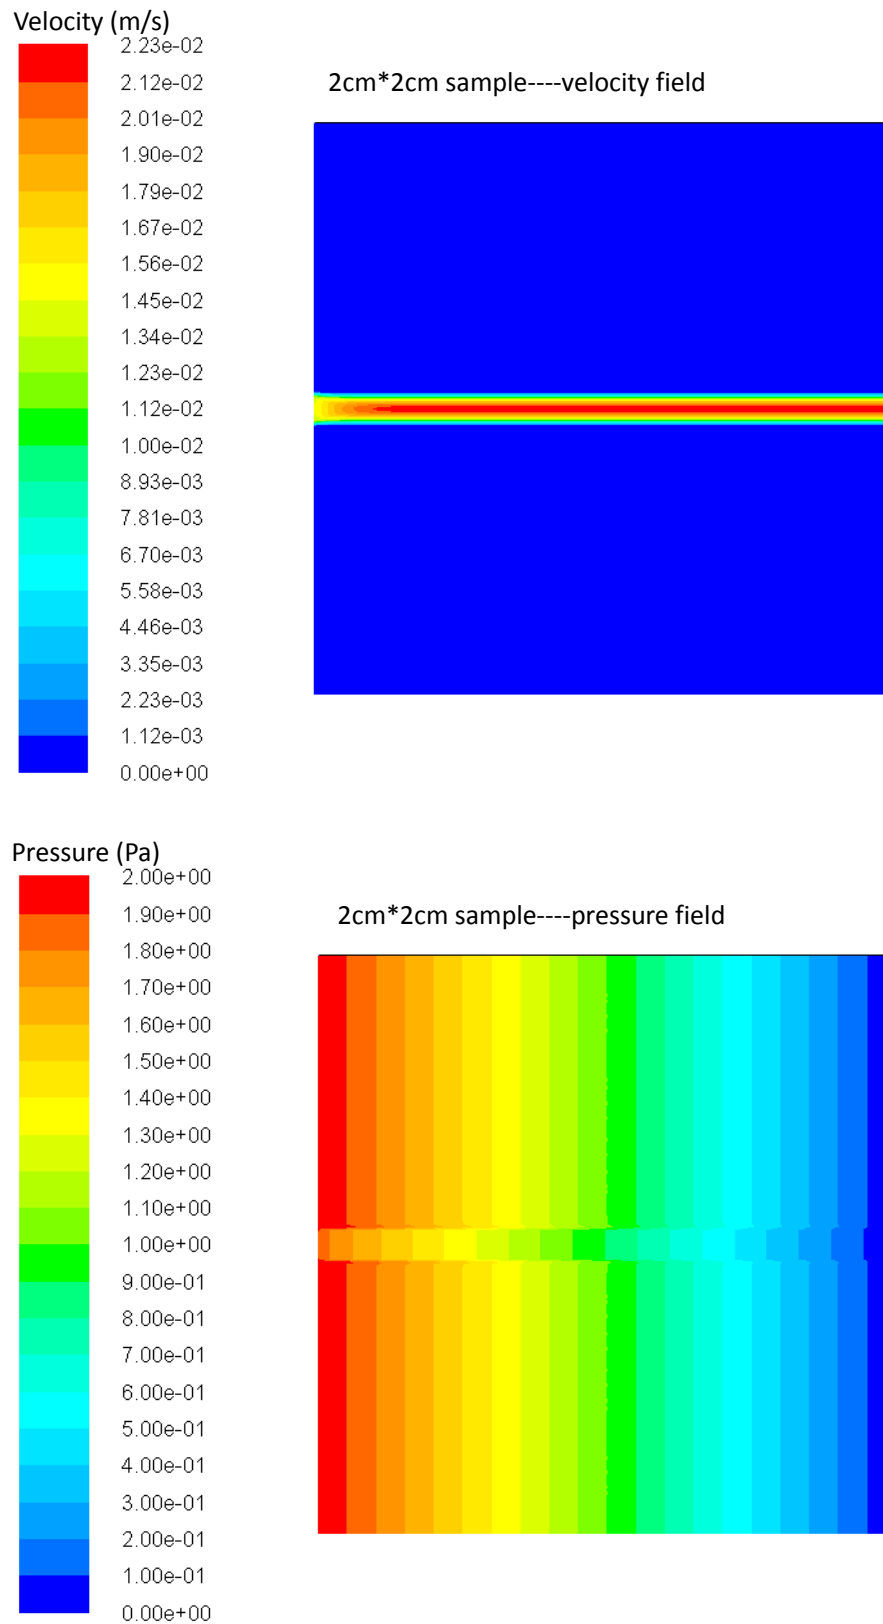 Velocity (m/s)
2.23e-02
2.12e-02
2.01e-02
1.90e-02
1.79e-02
1.67e-02
1.56e-02
1.45e-02
1.34e-02
1.23e-02
1.12e-02
1.00e-02
8.93e-03
7.81e-03
6.70e-03
5.58e-03
4.46e-03
3.35e-03
2.23e-03
1.12e-03
0.00e+00
2cm*2cm sample----velocity field
Pressure (Pa)
2.00e+00
1.90e+00
1.80e+00
1.70e+00
1.60e+00
1.50e+00
1.40e+00
1.30e+00
1.20e+00
1.10e+00
1.00e+00
9.00e-01
8.00e-01
7.00e-01
6.00e-01
5.00e-01
4.00e-01
3.00e-01
2.00e-01
1.00e-01
0.00e+00
2cm*2cm sample----pressure field